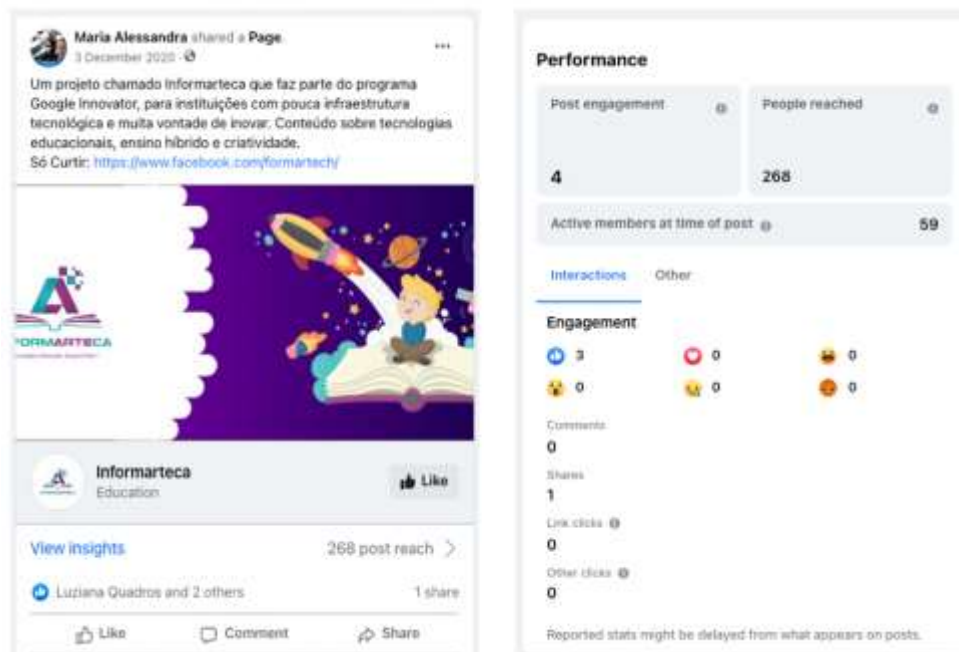 Maria Alessandra shared a Page.
3 December 2020 ·
Um projeto chamado Informarteca que faz parte do programa
Google Innovator, para instituições com pouca infraestrutura
tecnológica e muita vontade de inovar. Conteúdo sobre tecnologias
educacionais, ensino híbrido e criatividade.
Só Curtir: https://www.facebook.com/formartech/
FORMARTECA
Informarteca
Education
Like
View insights
268 post reach
Luziana Quadros and 2 others
1 share
Like
Comment
Share
Performance
Post engagement
People reached
4
268
Active members at time of post
59
Interactions
Other
Engagement
3
0
0
0
0
0
Comments
0
Shares
1
Link clicks
0
Other clicks
0
Reported stats might be delayed from what appears on posts.